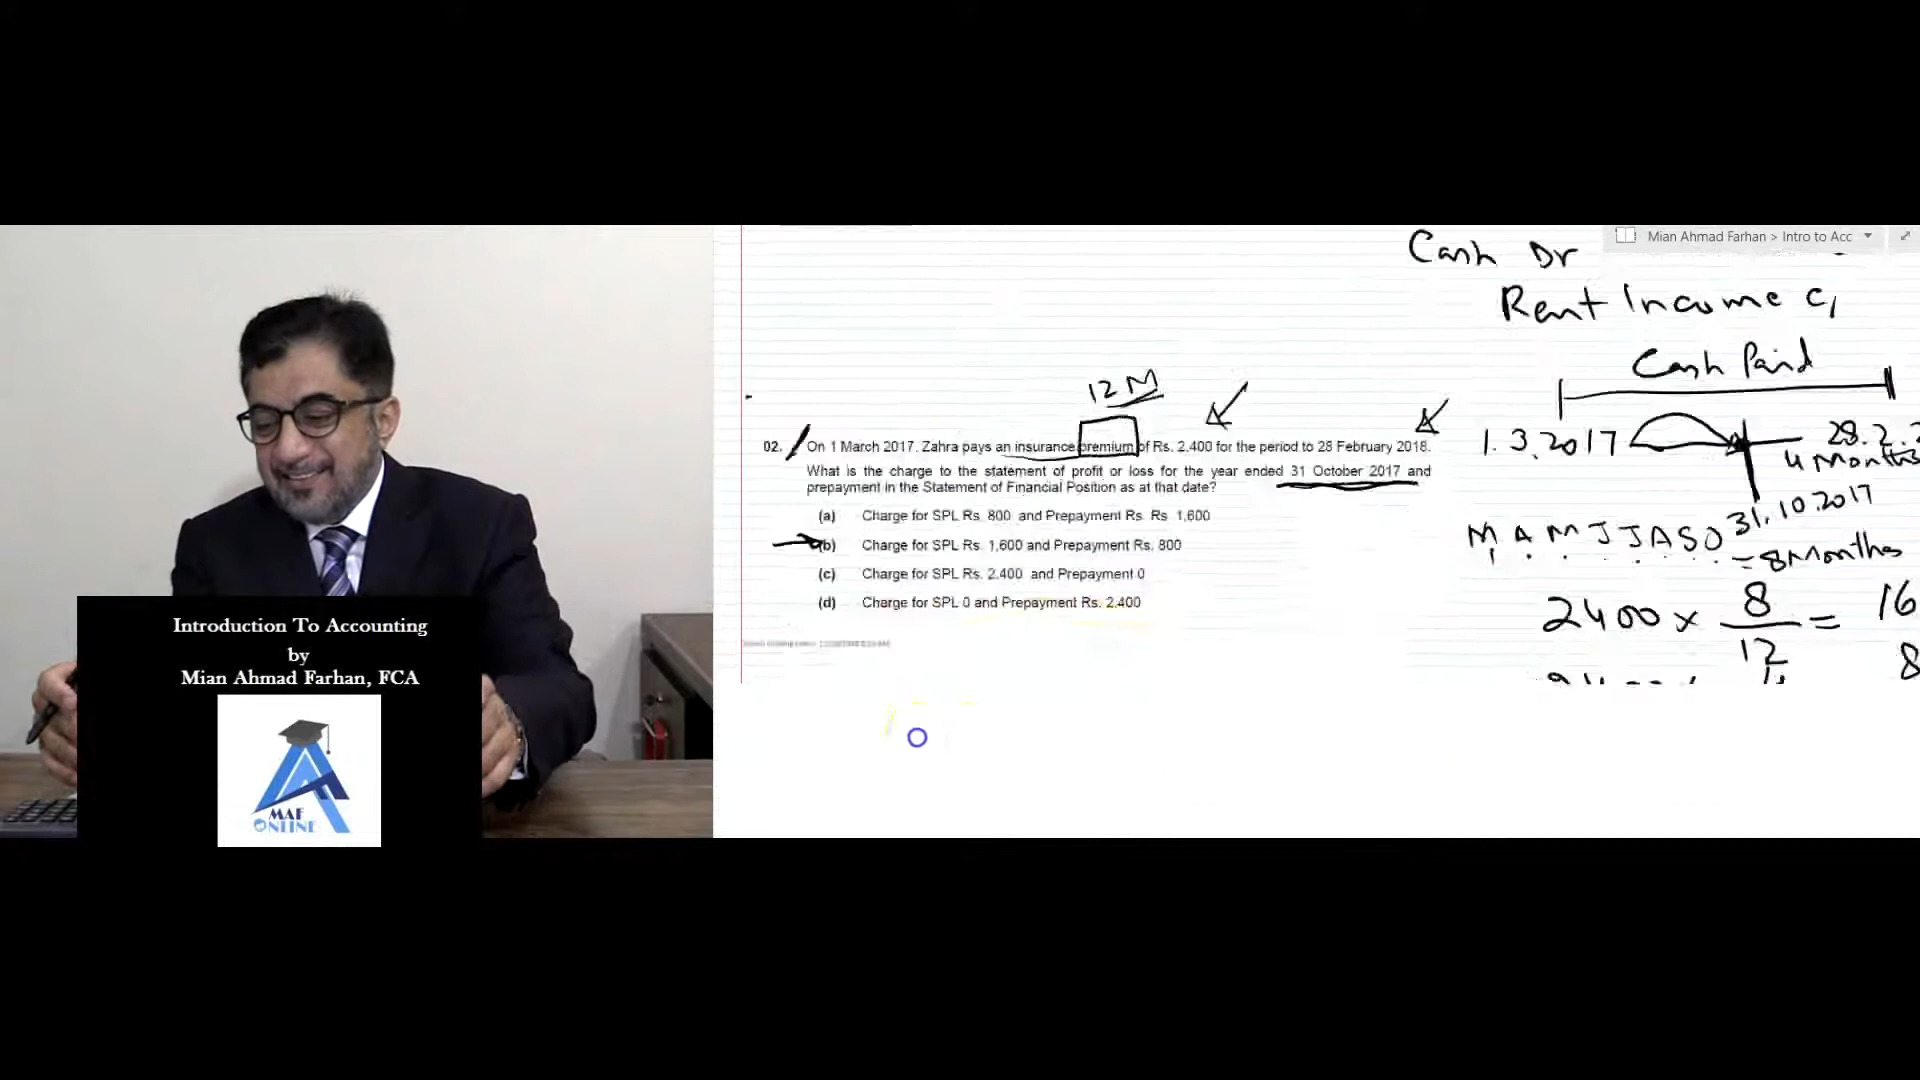 Mian Ahmad Farhan > Intro to Acc
Cash Dr
Rent Income
Cash Paid
12 M
1.3.2017
28.2.2
4 Months
31.10.2017
02. On 1 March 2017. Zahra pays an insurance premium of Rs. 2,400 for the period to 28 February 2018.
What is the charge to the statement of profit or loss for the year ended 31 October 2017 and
prepayment in the Statement of Financial Position as at that date?
(a) Charge for SPL Rs. 800 and Prepayment Rs. Rs 1,600
(b) Charge for SPL Rs. 1,600 and Prepayment Rs. 800
(c) Charge for SPL Rs. 2.400 and Prepayment 0
(d) Charge for SPL 0 and Prepayment Rs. 2,400
M A M J J A S O
= 8 Months
2400 x 8/12 = 16
8
Introduction To Accounting
by
Mian Ahmad Farhan, FCA
MAF
ONLINE